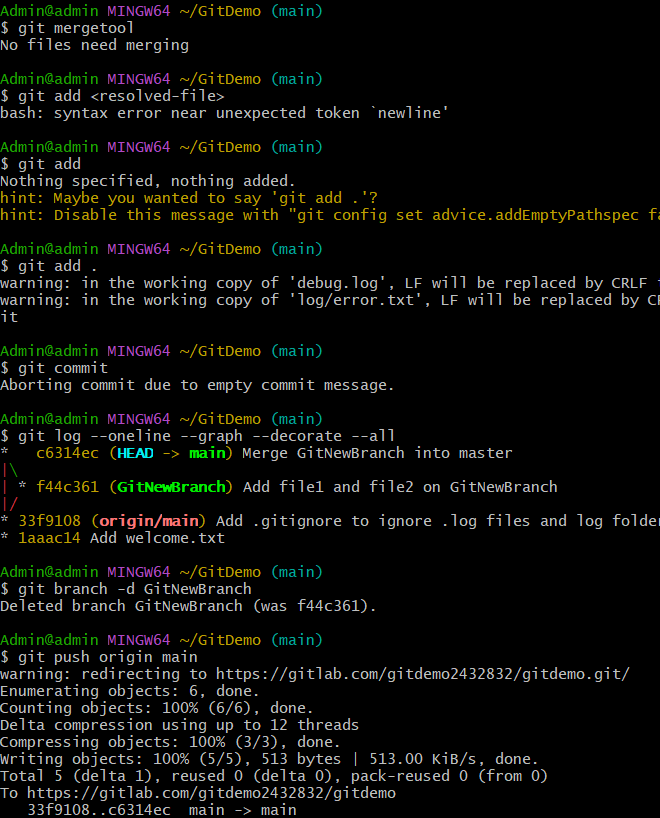 Admin@admin MINGW64 ~/GitDemo (main)
$ git mergetool
No files need merging
Admin@admin MINGW64 ~/GitDemo (main)
$ git add <resolved-file>
bash: syntax error near unexpected token `newline'
Admin@admin MINGW64 ~/GitDemo (main)
$ git add
Nothing specified, nothing added.
hint: Maybe you wanted to say 'git add .'?
hint: Disable this message with "git config set advice.addEmptyPathspec fa
Admin@admin MINGW64 ~/GitDemo (main)
$ git add .
warning: in the working copy of 'debug.log', LF will be replaced by CRLF
warning: in the working copy of 'log/error.txt', LF will be replaced by
it
Admin@admin MINGW64 ~/GitDemo (main)
$ git commit
Aborting commit due to empty commit message.
Admin@admin MINGW64 ~/GitDemo (main)
$ git log --oneline --graph --decorate --all
*   c6314ec (HEAD -> main) Merge GitNewBranch into master
|\
| * f44c361 (GitNewBranch) Add file1 and file2 on GitNewBranch
|/
* 33f9108 (origin/main) Add .gitignore to ignore .log files and log folder
* 1aaac14 Add welcome.txt
Admin@admin MINGW64 ~/GitDemo (main)
$ git branch -d GitNewBranch
Deleted branch GitNewBranch (was f44c361).
Admin@admin MINGW64 ~/GitDemo (main)
$ git push origin main
warning: redirecting to https://gitlab.com/gitdemo2432832/gitdemo.git/
Enumerating objects: 6, done.
Counting objects: 100% (6/6), done.
Delta compression using up to 12 threads
Compressing objects: 100% (3/3), done.
Writing objects: 100% (5/5), 513 bytes | 513.00 KiB/s, done.
Total 5 (delta 1), reused 0 (delta 0), pack-reused 0 (from 0)
To https://gitlab.com/gitdemo2432832/gitdemo
   33f9108..c6314ec  main -> main